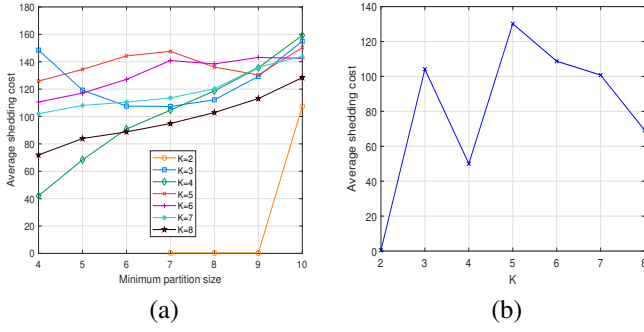 180
160
140
120
100
80
60
40
20
0
Average shedding cost
K=2
K=3
K=4
K=5
K=6
K=7
K=8
4 5 6 7 8 9 10
Minimum partition size
(a)
140
120
100
80
60
40
20
0
Average shedding cost
2 3 4 5 6 7 8
K
(b)